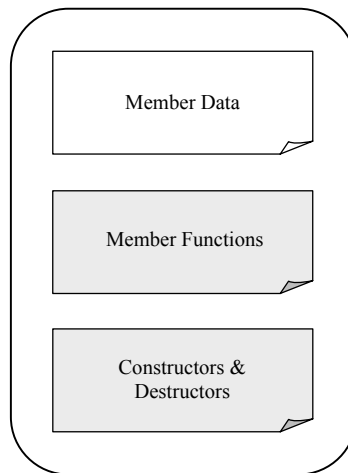 Member Data
Member Functions
Constructors &
Destructors